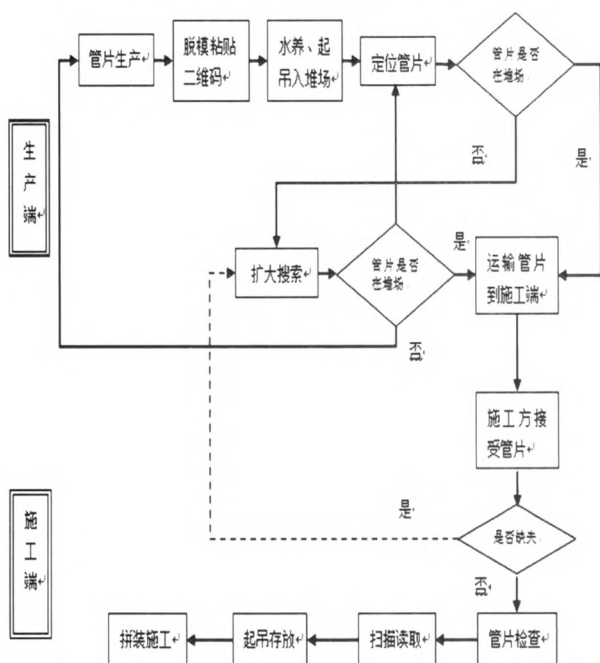 管片生产
脱模粘贴
二维码
水养、起
吊入堆场
定位管片
管片是否
在堆场
生
产
端
否
是
扩大搜索
管片是否
在堆场
是
运输管片
到施工端
否
施工方接
受管片
施
工
端
是
是否缺失
否
拼装施工
起吊存放
扫描读取
管片检查